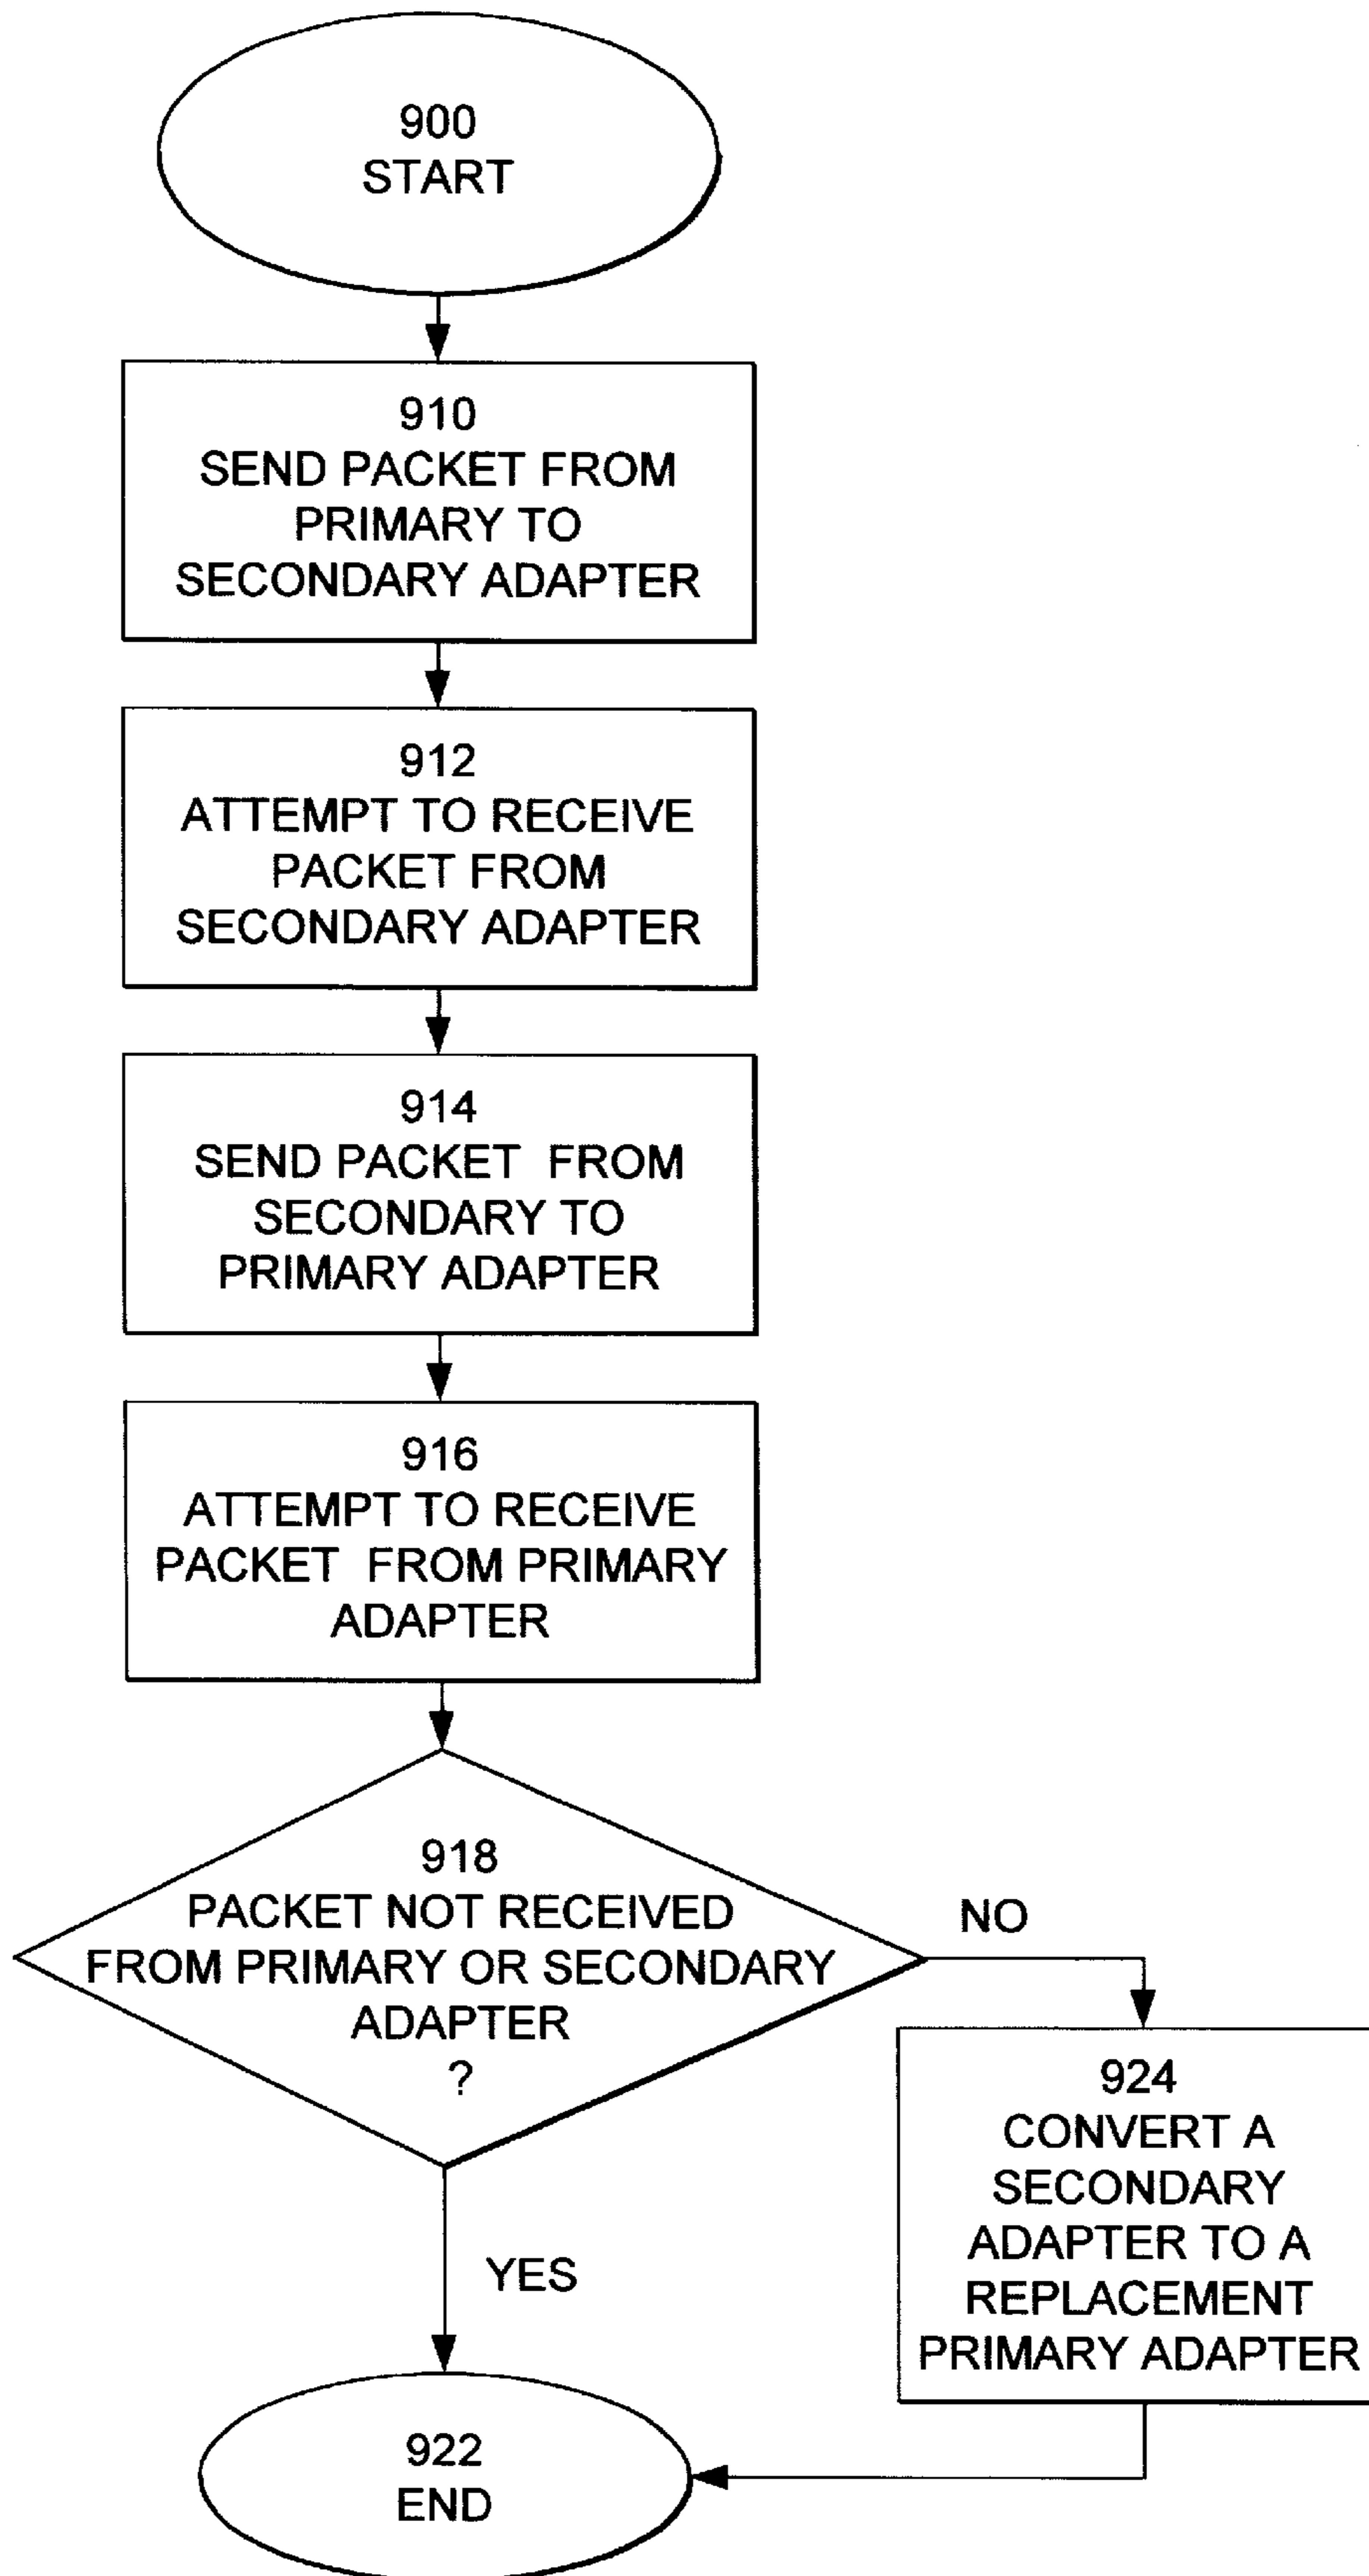 900
START
910
SEND PACKET FROM
PRIMARY TO
SECONDARY ADAPTER
912
ATTEMPT TO RECEIVE
PACKET FROM
SECONDARY ADAPTER
914
SEND PACKET FROM
SECONDARY TO
PRIMARY ADAPTER
916
ATTEMPT TO RECEIVE
PACKET FROM PRIMARY
ADAPTER
918
PACKET NOT RECEIVED
FROM PRIMARY OR SECONDARY
ADAPTER
?
NO
924
CONVERT A
SECONDARY
ADAPTER TO A
REPLACEMENT
PRIMARY ADAPTER
YES
922
END